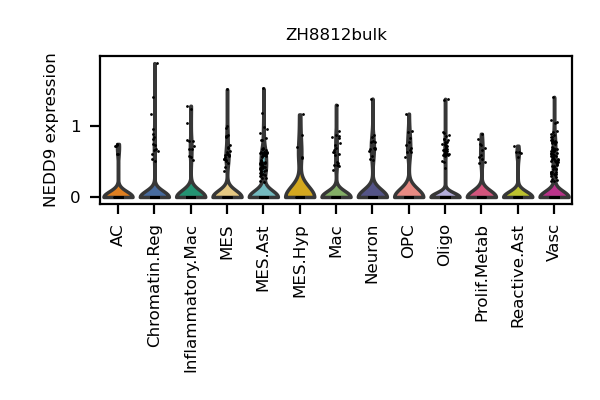 ZH8812bulk
NEDD9 expression
1
0
AC
Chromatin.Reg
Inflammatory.Mac
MES
MES.Ast
MES.Hyp
Mac
Neuron
OPC
Oligo
Prolif.Metab
Reactive.Ast
Vasc